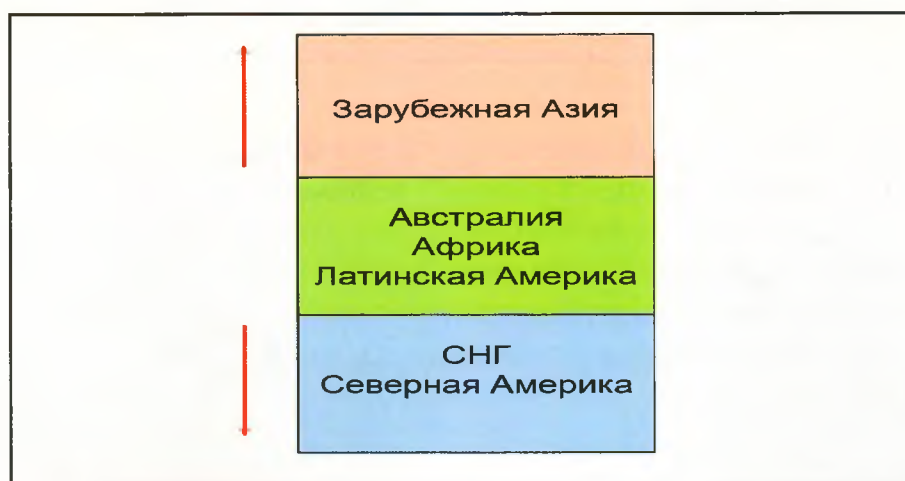 Зарубежная Азия
Австралия
Африка
Латинская Америка
СНГ
Северная Америка